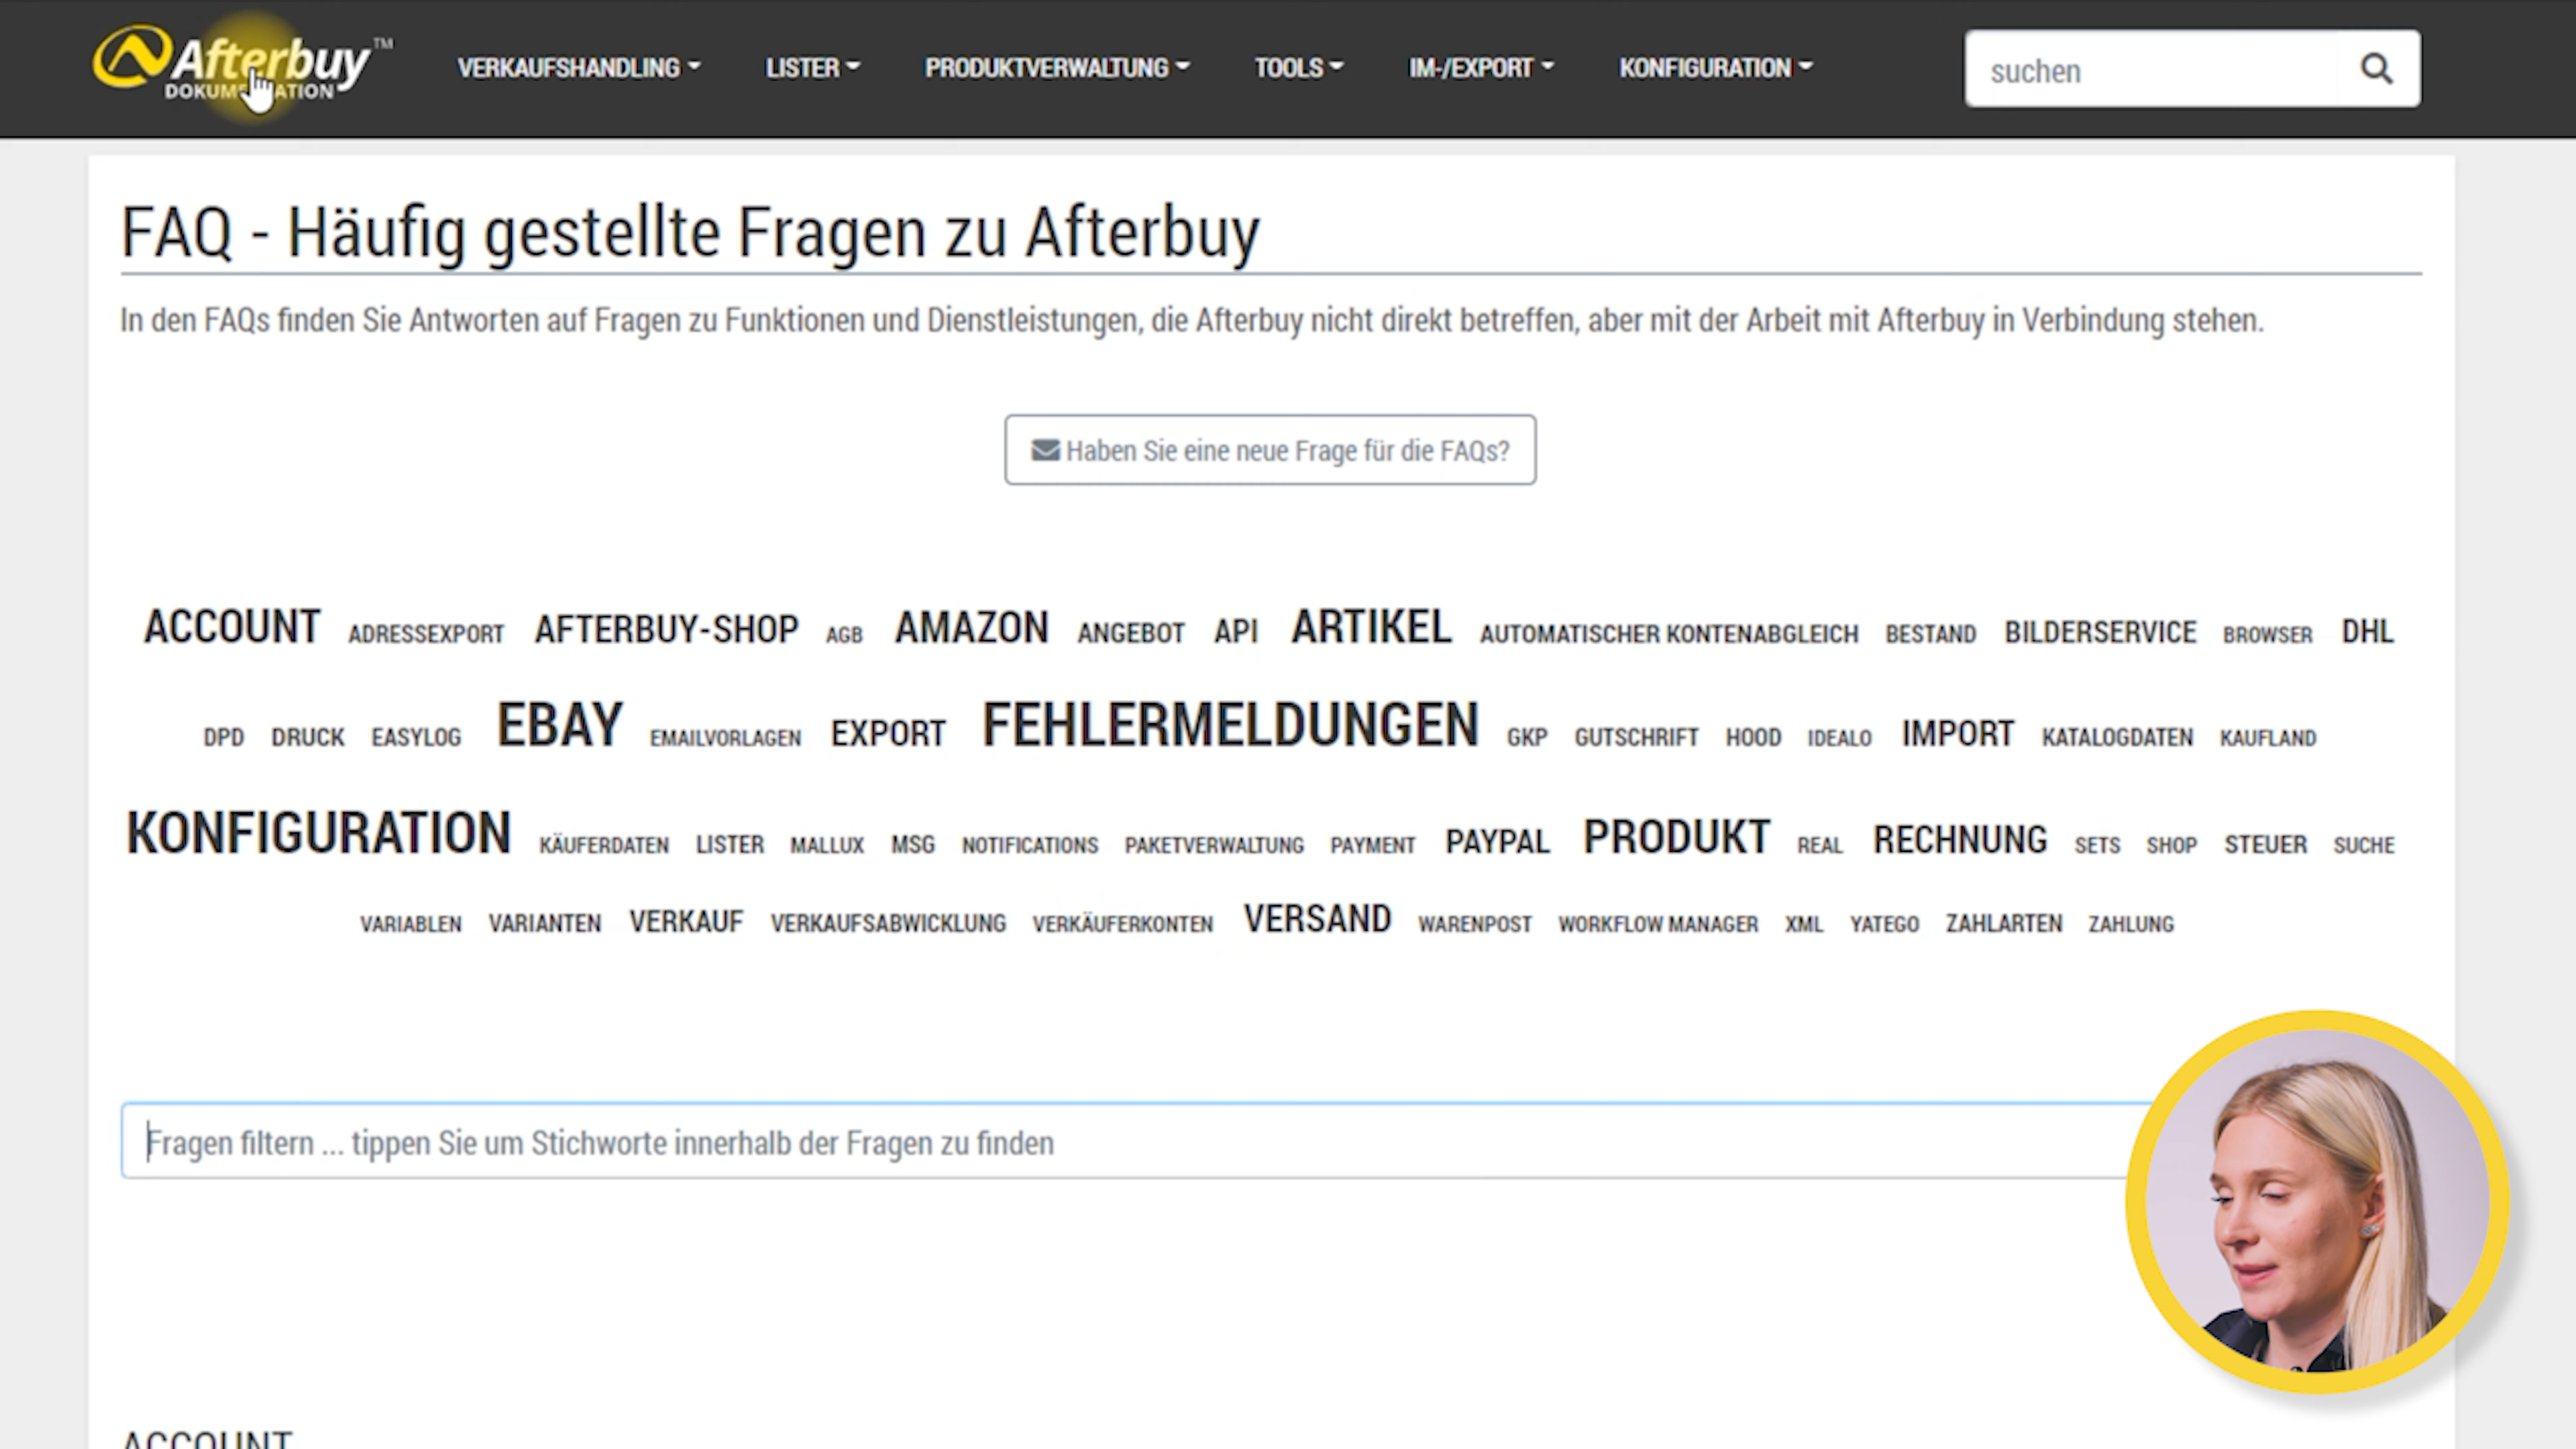 Afterbuy™
DOKUMENTATION
VERKAUFSHANDLING LISTER PRODUKTVERWALTUNG TOOLS IM-/EXPORT KONFIGURATION
suchen
FAQ - Häufig gestellte Fragen zu Afterbuy
In den FAQs finden Sie Antworten auf Fragen zu Funktionen und Dienstleistungen, die Afterbuy nicht direkt betreffen, aber mit der Arbeit mit Afterbuy in Verbindung stehen.
Haben Sie eine neue Frage für die FAQs?
ACCOUNT ADRESSEXPORT AFTERBUY-SHOP AGB AMAZON ANGEBOT API ARTIKEL AUTOMATISCHER KONTENABGLEICH BESTAND BILDERSERVICE BROWSER DHL
DPD DRUCK EASYLOG EBAY EMAILVORLAGEN EXPORT FEHLERMELDUNGEN GKP GUTSCHRIFT HOOD IDEALO IMPORT KATALOGDATEN KAUFLAND
KONFIGURATION KÄUFERDATEN LISTER MALLUX MSG NOTIFICATIONS PAKETVERWALTUNG PAYMENT PAYPAL PRODUKT REAL RECHNUNG SETS SHOP STEUER SUCHE
VARIABLEN VARIANTEN VERKAUF VERKAUFSABWICKLUNG VERKÄUFERKONTEN VERSAND WARENPOST WORKFLOW MANAGER XML YATEGO ZAHLARTEN ZAHLUNG
Fragen filtern ... tippen Sie um Stichworte innerhalb der Fragen zu finden
ACCOUNT